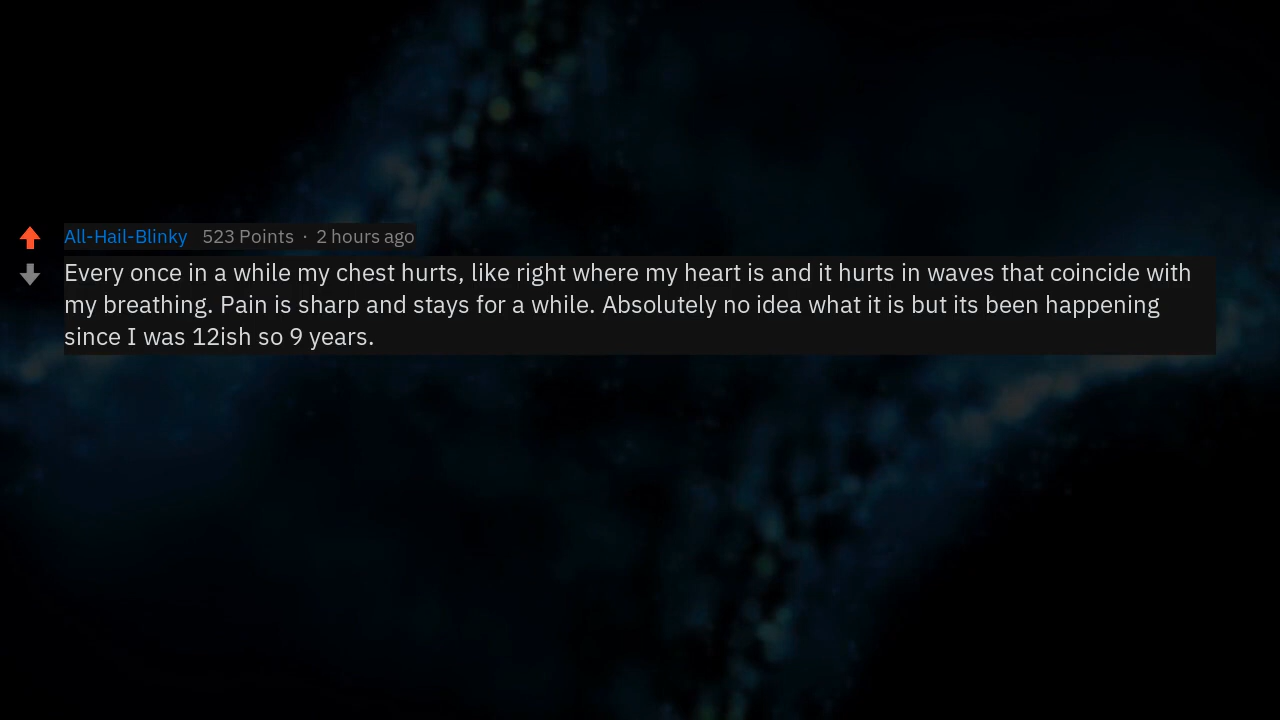 All-Hail-Blinky 523 Points · 2 hours ago
Every once in a while my chest hurts, like right where my heart is and it hurts in waves that coincide with
my breathing. Pain is sharp and stays for a while. Absolutely no idea what it is but its been happening
since I was 12ish so 9 years.